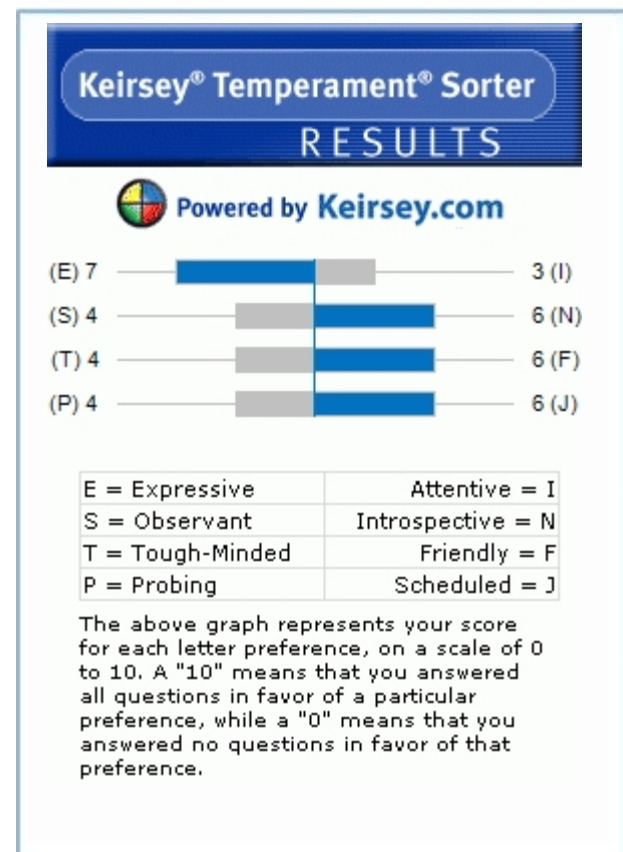 Keirsey® Temperament® Sorter
RESULTS
Powered by Keirsey.com
(E) 7 3 (I)
(S) 4 6 (N)
(T) 4 6 (F)
(P) 4 6 (J)
E = Expressive Attentive = I
S = Observant Introspective = N
T = Tough-Minded Friendly = F
P = Probing Scheduled = J
The above graph represents your score
for each letter preference, on a scale of 0
to 10. A "10" means that you answered
all questions in favor of a particular
preference, while a "0" means that you
answered no questions in favor of that
preference.